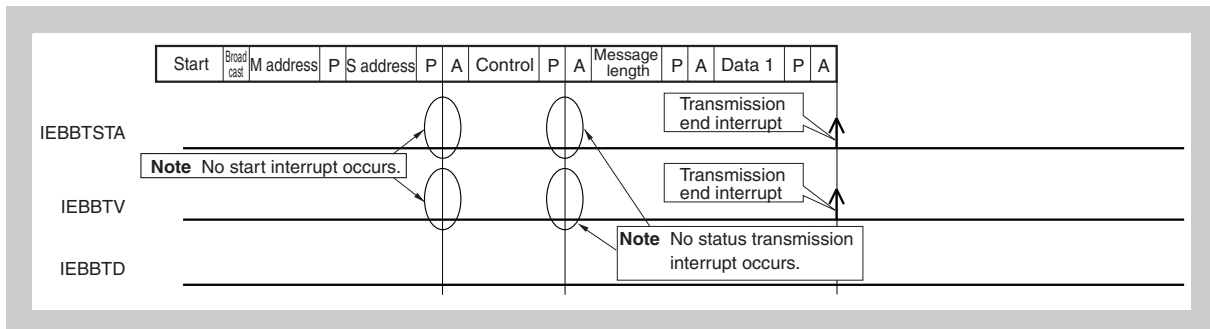 Start Broad cast M address P S address P A Control P A Message length P A Data 1 P A
IEBBTSTA
Transmission
end interrupt
Note No start interrupt occurs.
IEBBTV
Transmission
end interrupt
Note No status transmission
interrupt occurs.
IEBBTD